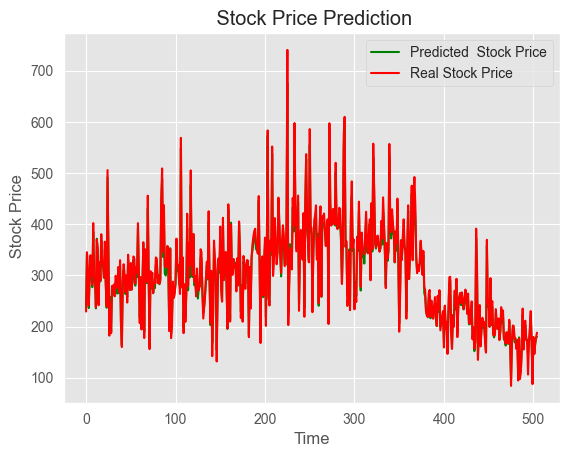 Stock Price Prediction
Predicted  Stock Price
Real Stock Price
Stock Price
700
600
500
400
300
200
100
0
100
200
300
400
500
Time